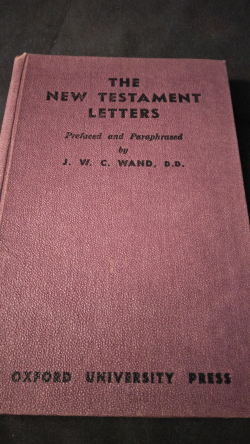 THE
NEW TESTAMENT
LETTERS
Prefaced and Paraphrased
by
J. W. C. WAND, D.D.
OXFORD UNIVERSITY PRESS